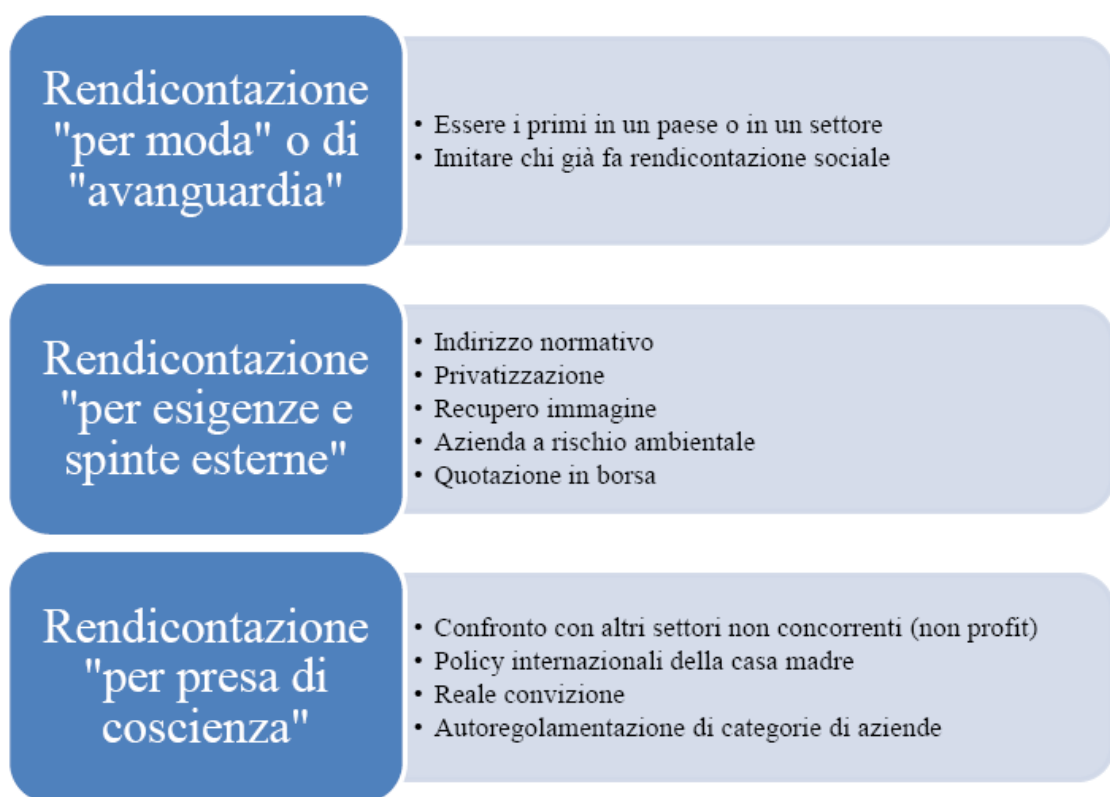 Rendicontazione
"per moda" o di
"avanguardia"
• Essere i primi in un paese o in un settore
• Imitare chi già fa rendicontazione sociale
Rendicontazione
"per esigenze e
spinte esterne"
• Indirizzo normativo
• Privatizzazione
• Recupero immagine
• Azienda a rischio ambientale
• Quotazione in borsa
Rendicontazione
"per presa di
coscienza"
• Confronto con altri settori non concorrenti (non profit)
• Policy internazionali della casa madre
• Reale convizione
• Autoregolamentazione di categorie di aziende